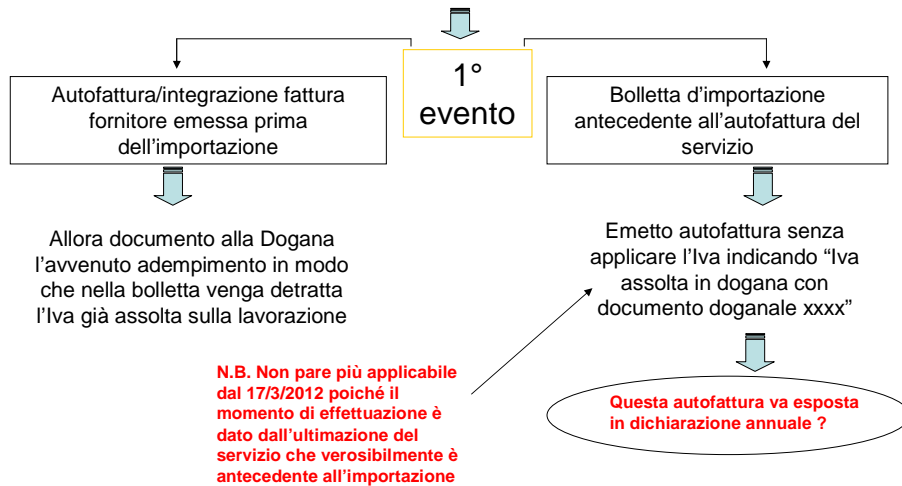 1°
evento
Autofattura/integrazione fattura
fornitore emessa prima
dell'importazione
Bolletta d'importazione
antecedente all'autofattura del
servizio
Allora documento alla Dogana
l'avvenuto adempimento in modo
che nella bolletta venga detratta
l'Iva già assolta sulla lavorazione
Emetto autofattura senza
applicare l'Iva indicando “Iva
assolta in dogana con
documento doganale xxxx”
N.B. Non pare più applicabile
dal 17/3/2012 poiché il
momento di effettuazione è
dato dall'ultimazione del
servizio che verosibilmente è
antecedente all'importazione
Questa autofattura va esposta
in dichiarazione annuale ?